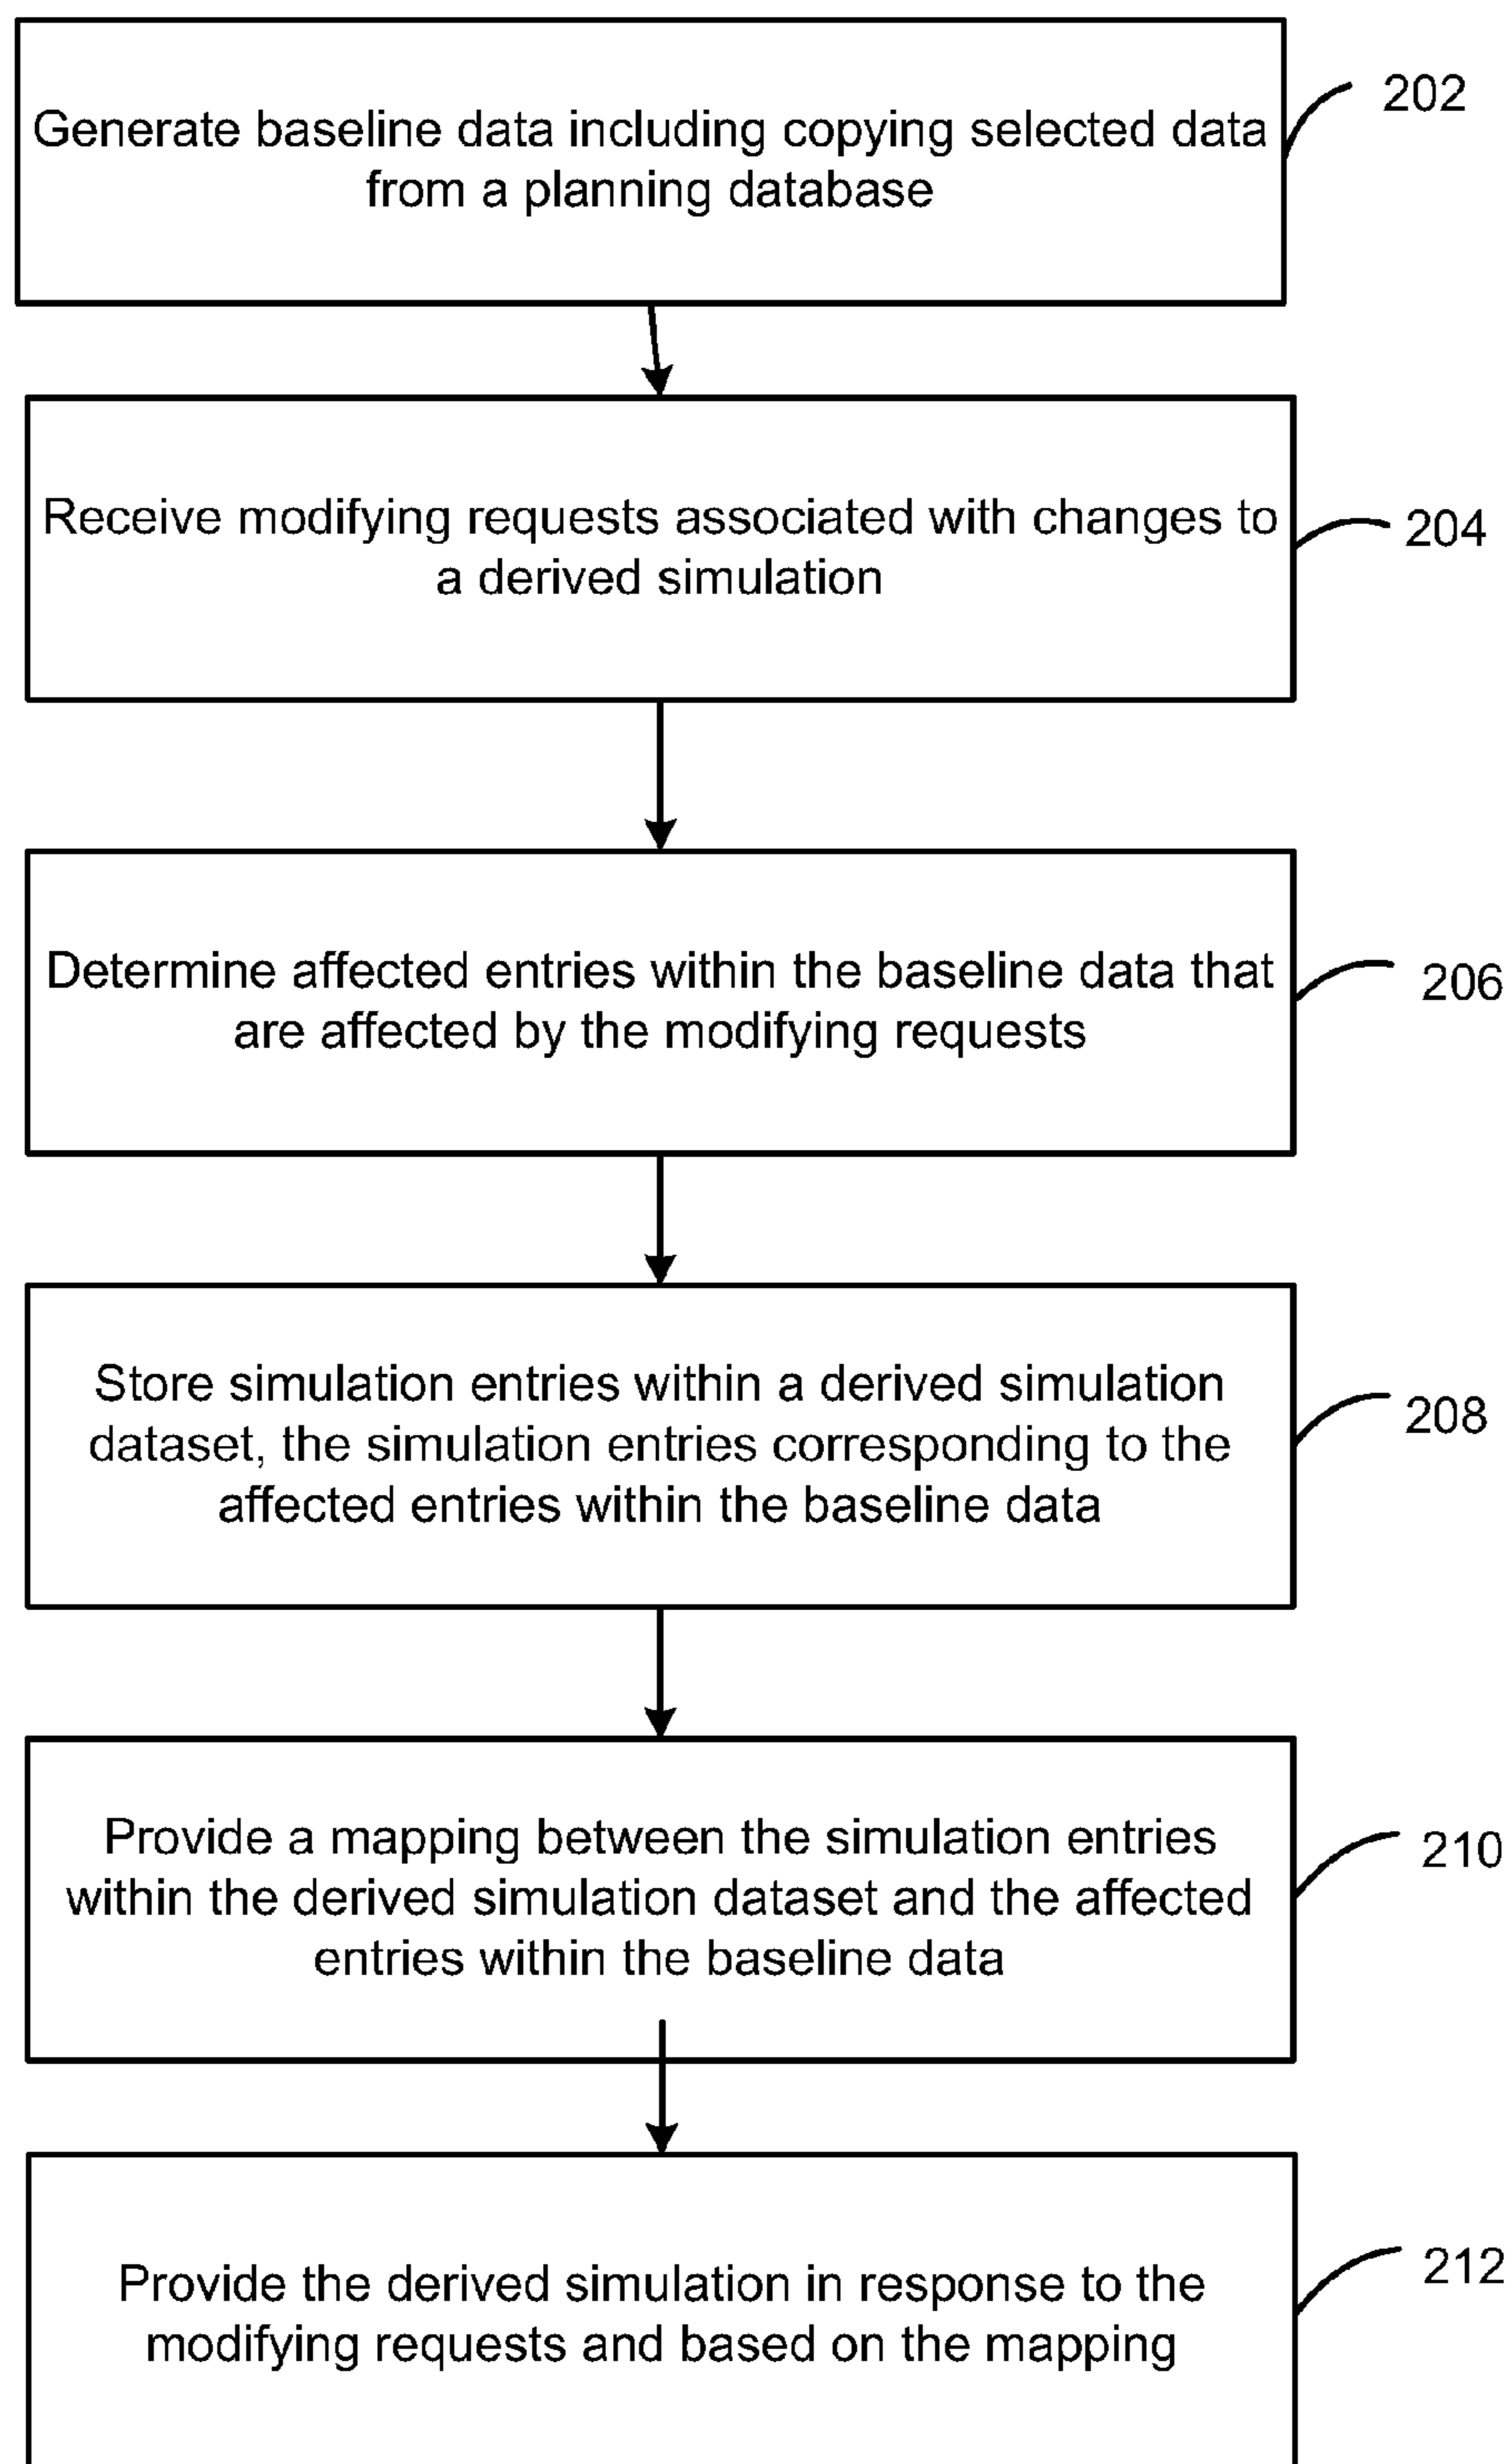 Generate baseline data including copying selected data
from a planning database
202
Receive modifying requests associated with changes to
a derived simulation
204
Determine affected entries within the baseline data that
are affected by the modifying requests
206
Store simulation entries within a derived simulation
dataset, the simulation entries corresponding to the
affected entries within the baseline data
208
Provide a mapping between the simulation entries
within the derived simulation dataset and the affected
entries within the baseline data
210
Provide the derived simulation in response to the
modifying requests and based on the mapping
212